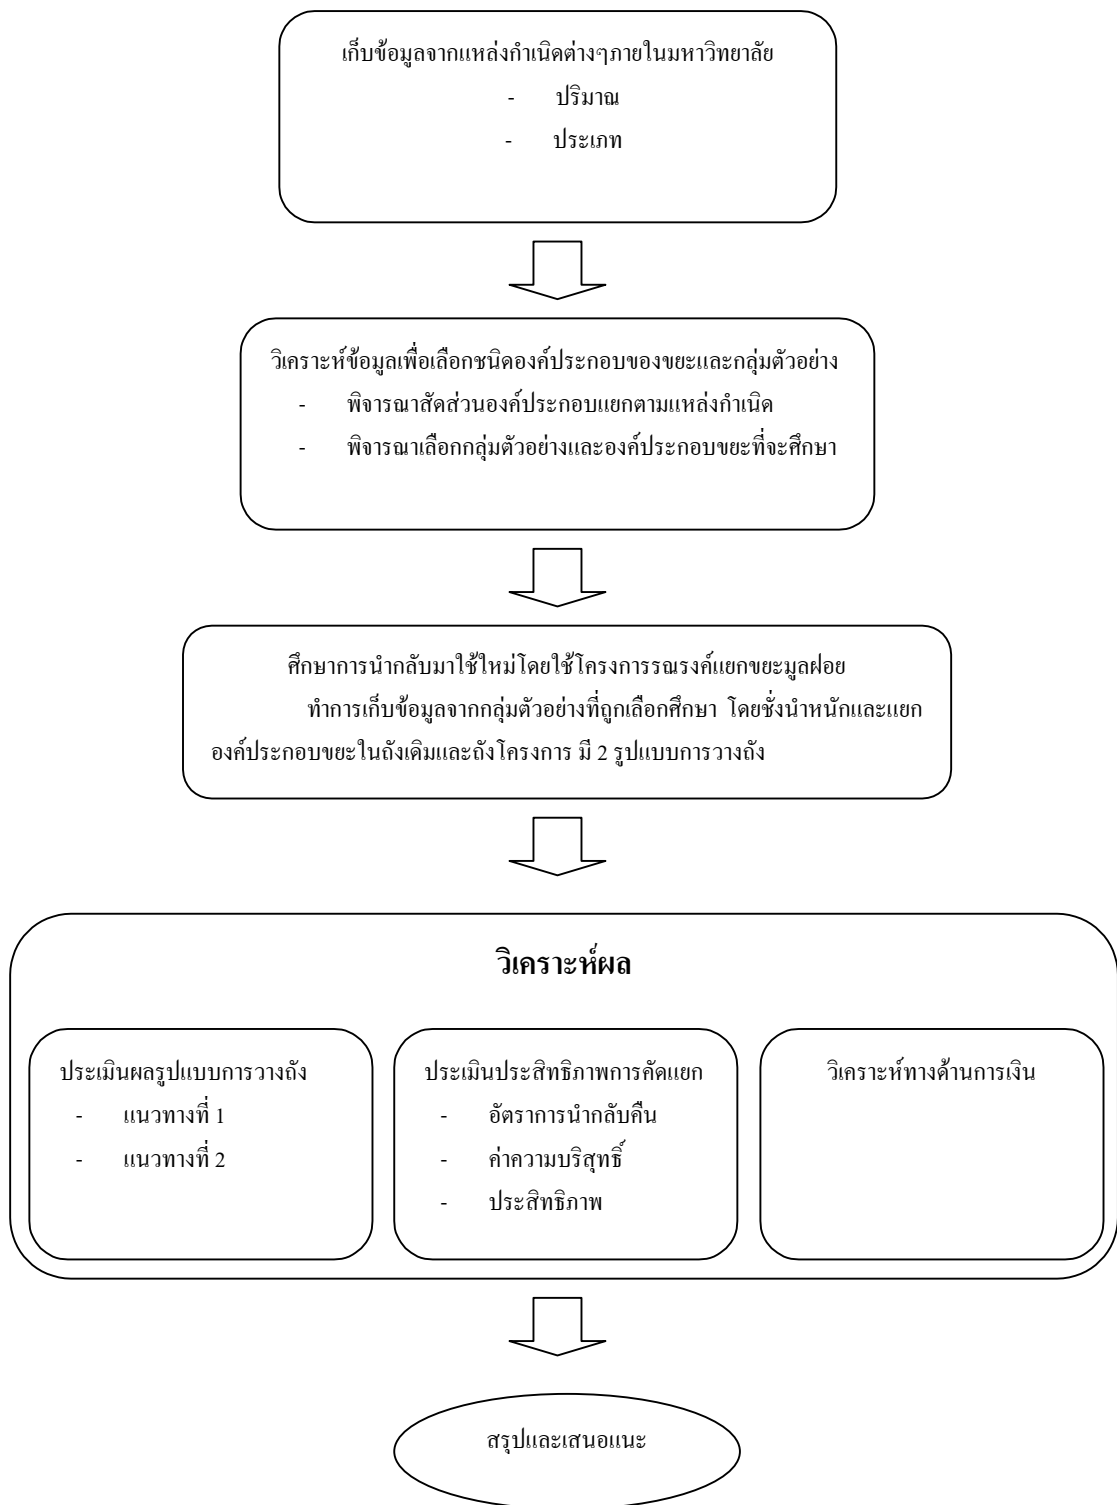 เก็บข้อมูลจากแหล่งกำเนิดต่างๆภายในมหาวิทยาลัย
- ปริมาณ
- ประเภท
วิเคราะห์ข้อมูลเพื่อเลือกชนิดองค์ประกอบของขยะและกลุ่มตัวอย่าง
- พิจารณาสัดส่วนองค์ประกอบแยกตามแหล่งกำเนิด
- พิจารณาเลือกกลุ่มตัวอย่างและองค์ประกอบขยะที่จะศึกษา
ศึกษาการนำกลับมาใช้ใหม่โดยใช้โครงการรณรงค์แยกขยะมูลฝอย
ทำการเก็บข้อมูลจากกลุ่มตัวอย่างที่ถูกเลือกศึกษา โดยชั่งนำหนักและแยก
องค์ประกอบขยะในถังเดิมและถังโครงการ มี 2 รูปแบบการวางถัง
วิเคราะห์ผล
ประเมินผลรูปแบบการวางถัง
- แนวทางที่ 1
- แนวทางที่ 2
ประเมินประสิทธิภาพการคัดแยก
- อัตราการนำกลับคืน
- ค่าความบริสุทธิ์
- ประสิทธิภาพ
วิเคราะห์ทางด้านการเงิน
สรุปและเสนอแนะ